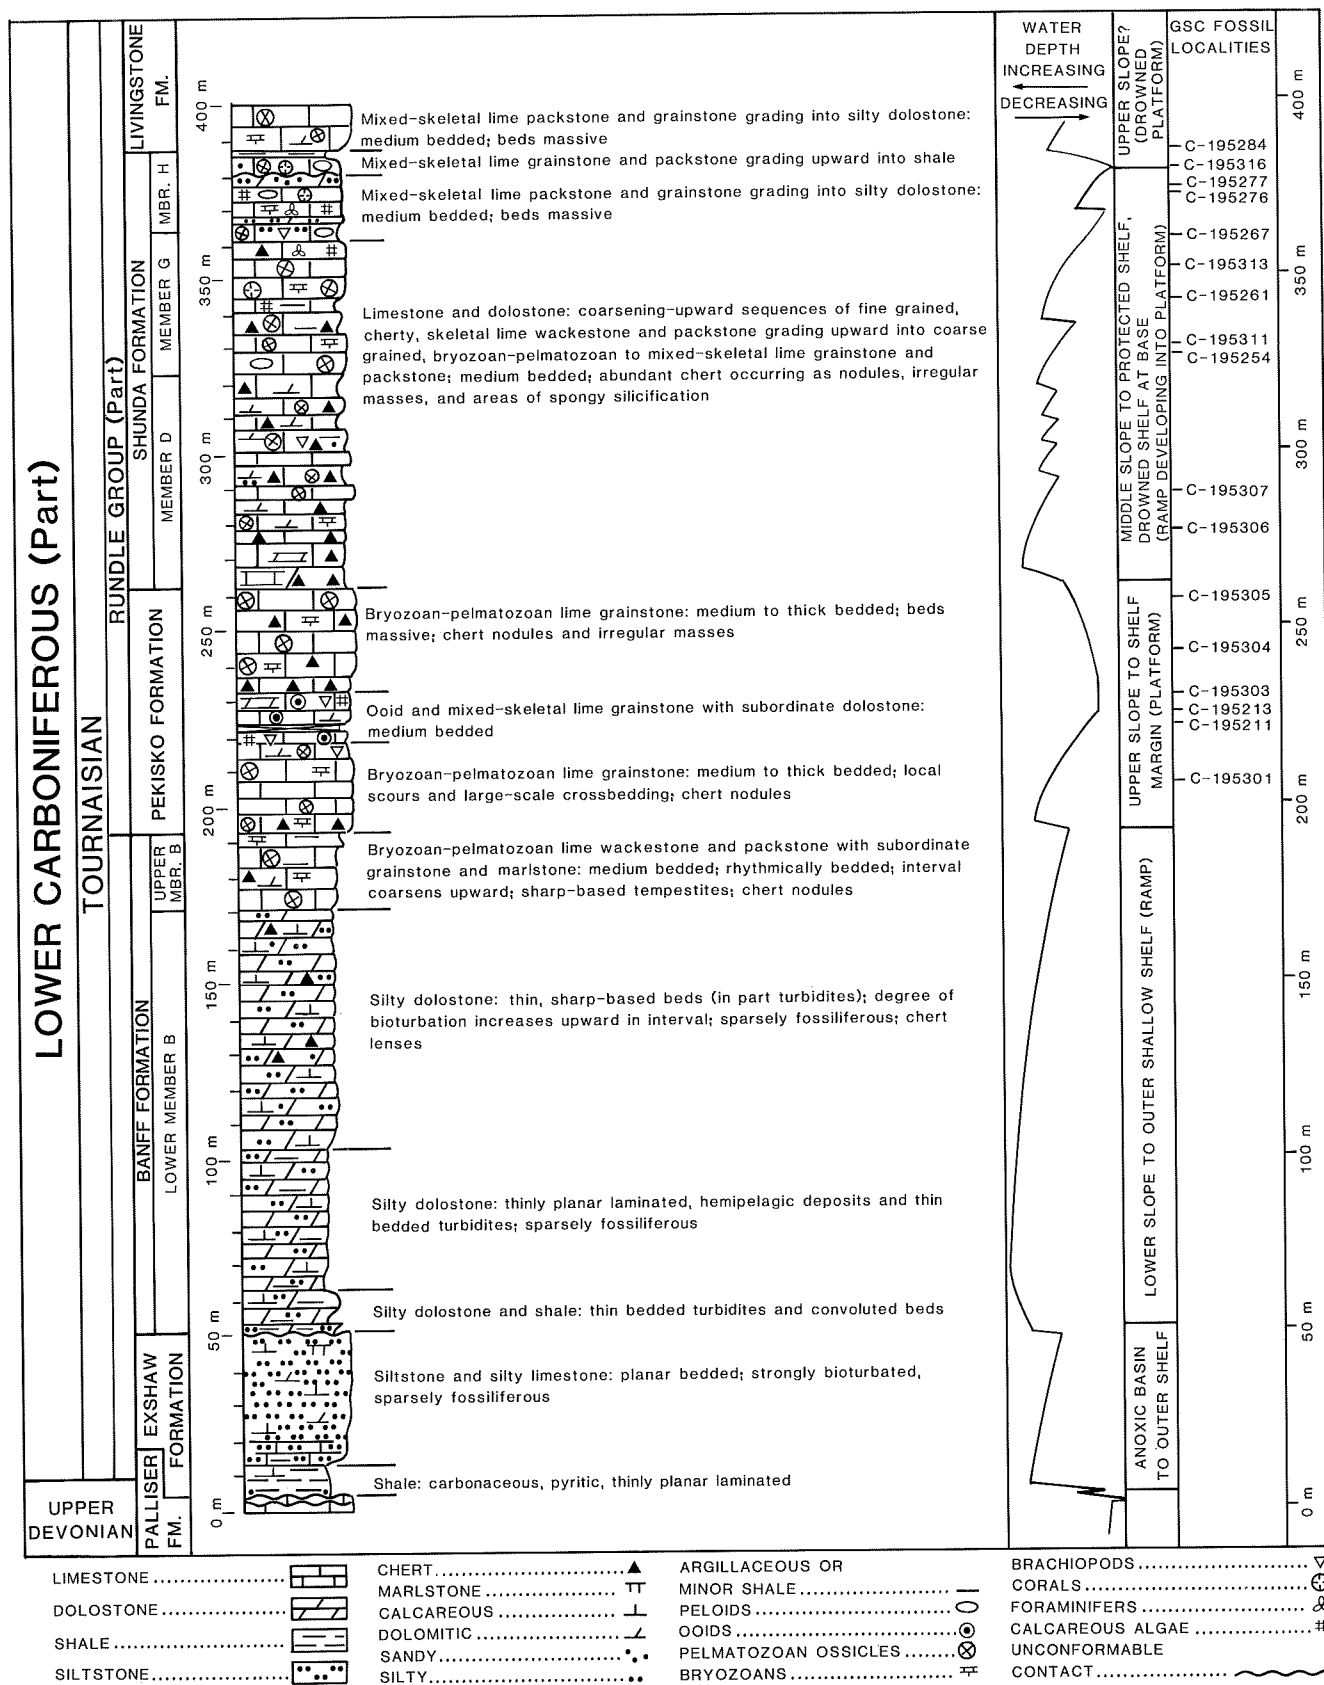 LOWER CARBONIFEROUS (Part)
UPPER
DEVONIAN
TOURNAISIAN
RUNDLE GROUP (Part)
LIVINGSTONE
FM.
SHUNDA FORMATION
MBR. H
MEMBER G
MEMBER D
PEKISKO FORMATION
BANFF FORMATION
UPPER
MBR. B
LOWER MEMBER B
EXSHAW
FORMATION
PALLISER
FM.
400 m
350 m
300 m
250 m
200 m
150 m
100 m
50 m
0 m
Mixed-skeletal lime packstone and grainstone grading into silty dolostone:
medium bedded; beds massive
Mixed-skeletal lime grainstone and packstone grading upward into shale
Mixed-skeletal lime packstone and grainstone grading into silty dolostone:
medium bedded; beds massive
Limestone and dolostone: coarsening-upward sequences of fine grained,
cherty, skeletal lime wackestone and packstone grading upward into coarse
grained, bryozoan-pelmatozoan to mixed-skeletal lime grainstone and
packstone; medium bedded; abundant chert occurring as nodules, irregular
masses, and areas of spongy silicification
Bryozoan-pelmatozoan lime grainstone: medium to thick bedded; beds
massive; chert nodules and irregular masses
Ooid and mixed-skeletal lime grainstone with subordinate dolostone:
medium bedded
Bryozoan-pelmatozoan lime grainstone: medium to thick bedded; local
scours and large-scale crossbedding; chert nodules
Bryozoan-pelmatozoan lime wackestone and packstone with subordinate
grainstone and marlstone: medium bedded; rhythmically bedded; interval
coarsens upward; sharp-based tempestites; chert nodules
Silty dolostone: thin, sharp-based beds (in part turbidites); degree of
bioturbation increases upward in interval; sparsely fossiliferous; chert
lenses
Silty dolostone: thinly planar laminated, hemipelagic deposits and thin
bedded turbidites; sparsely fossiliferous
Silty dolostone and shale: thin bedded turbidites and convoluted beds
Siltstone and silty limestone: planar bedded; strongly bioturbated,
sparsely fossiliferous
Shale: carbonaceous, pyritic, thinly planar laminated
WATER
DEPTH
INCREASING
DECREASING
UPPER SLOPE?
(DROWNED
PLATFORM)
MIDDLE SLOPE TO PROTECTED SHELF,
DROWNED SHELF AT BASE
(RAMP DEVELOPING INTO PLATFORM)
UPPER SLOPE TO SHELF
MARGIN (PLATFORM)
LOWER SLOPE TO OUTER SHALLOW SHELF (RAMP)
ANOXIC BASIN
TO OUTER SHELF
GSC FOSSIL
LOCALITIES
C-195284
C-195316
C-195277
C-195276
C-195267
C-195313
C-195261
C-195311
C-195254
C-195307
C-195306
C-195305
C-195304
C-195303
C-195213
C-195211
C-195301
400 m
350 m
300 m
250 m
200 m
150 m
100 m
50 m
0 m
LIMESTONE
DOLOSTONE
SHALE
SILTSTONE
CHERT
MARLSTONE
CALCAREOUS
DOLOMITIC
SANDY
SILTY
ARGILLACEOUS OR
MINOR SHALE
PELOIDS
OOIDS
PELMATOZOAN OSSICLES
BRYOZOANS
BRACHIOPODS
CORALS
FORAMINIFERS
CALCAREOUS ALGAE
UNCONFORMABLE
CONTACT